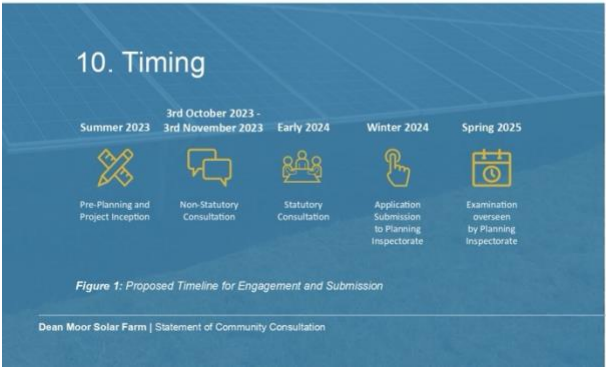 10. Timing
Summer 2023
3rd October 2023 -
3rd November 2023
Early 2024
Winter 2024
Spring 2025
Pre-Planning and
Project Inception
Non-Statutory
Consultation
Statutory
Consultation
Application
Submission
to Planning
Inspectorate
Examination
overseen
by Planning
Inspectorate
Figure 1: Proposed Timeline for Engagement and Submission
Dean Moor Solar Farm | Statement of Community Consultation